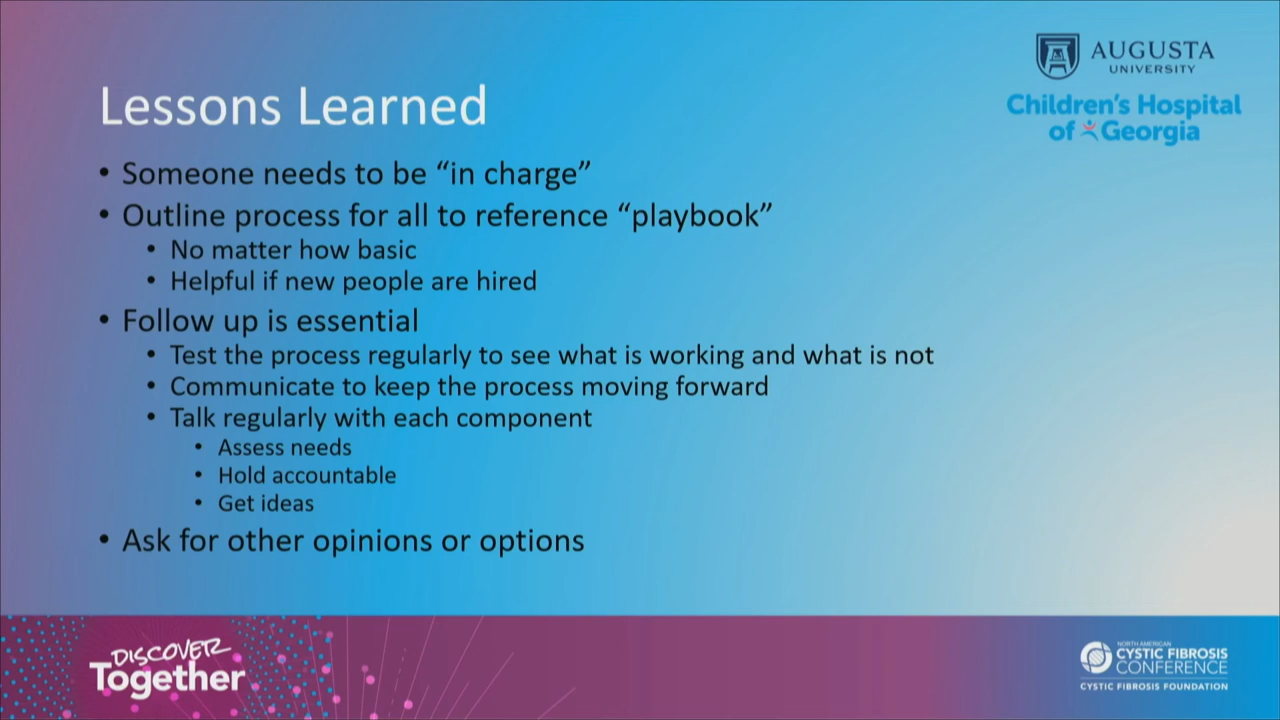 AUGUSTA
UNIVERSITY
Children's Hospital
of Georgia
Lessons Learned
• Someone needs to be “in charge”
• Outline process for all to reference “playbook”
• No matter how basic
• Helpful if new people are hired
• Follow up is essential
• Test the process regularly to see what is working and what is not
• Communicate to keep the process moving forward
• Talk regularly with each component
• Assess needs
• Hold accountable
• Get ideas
• Ask for other opinions or options
DISCOVER
Together
NORTH AMERICAN
CYSTIC FIBROSIS
CONFERENCE
CYSTIC FIBROSIS FOUNDATION